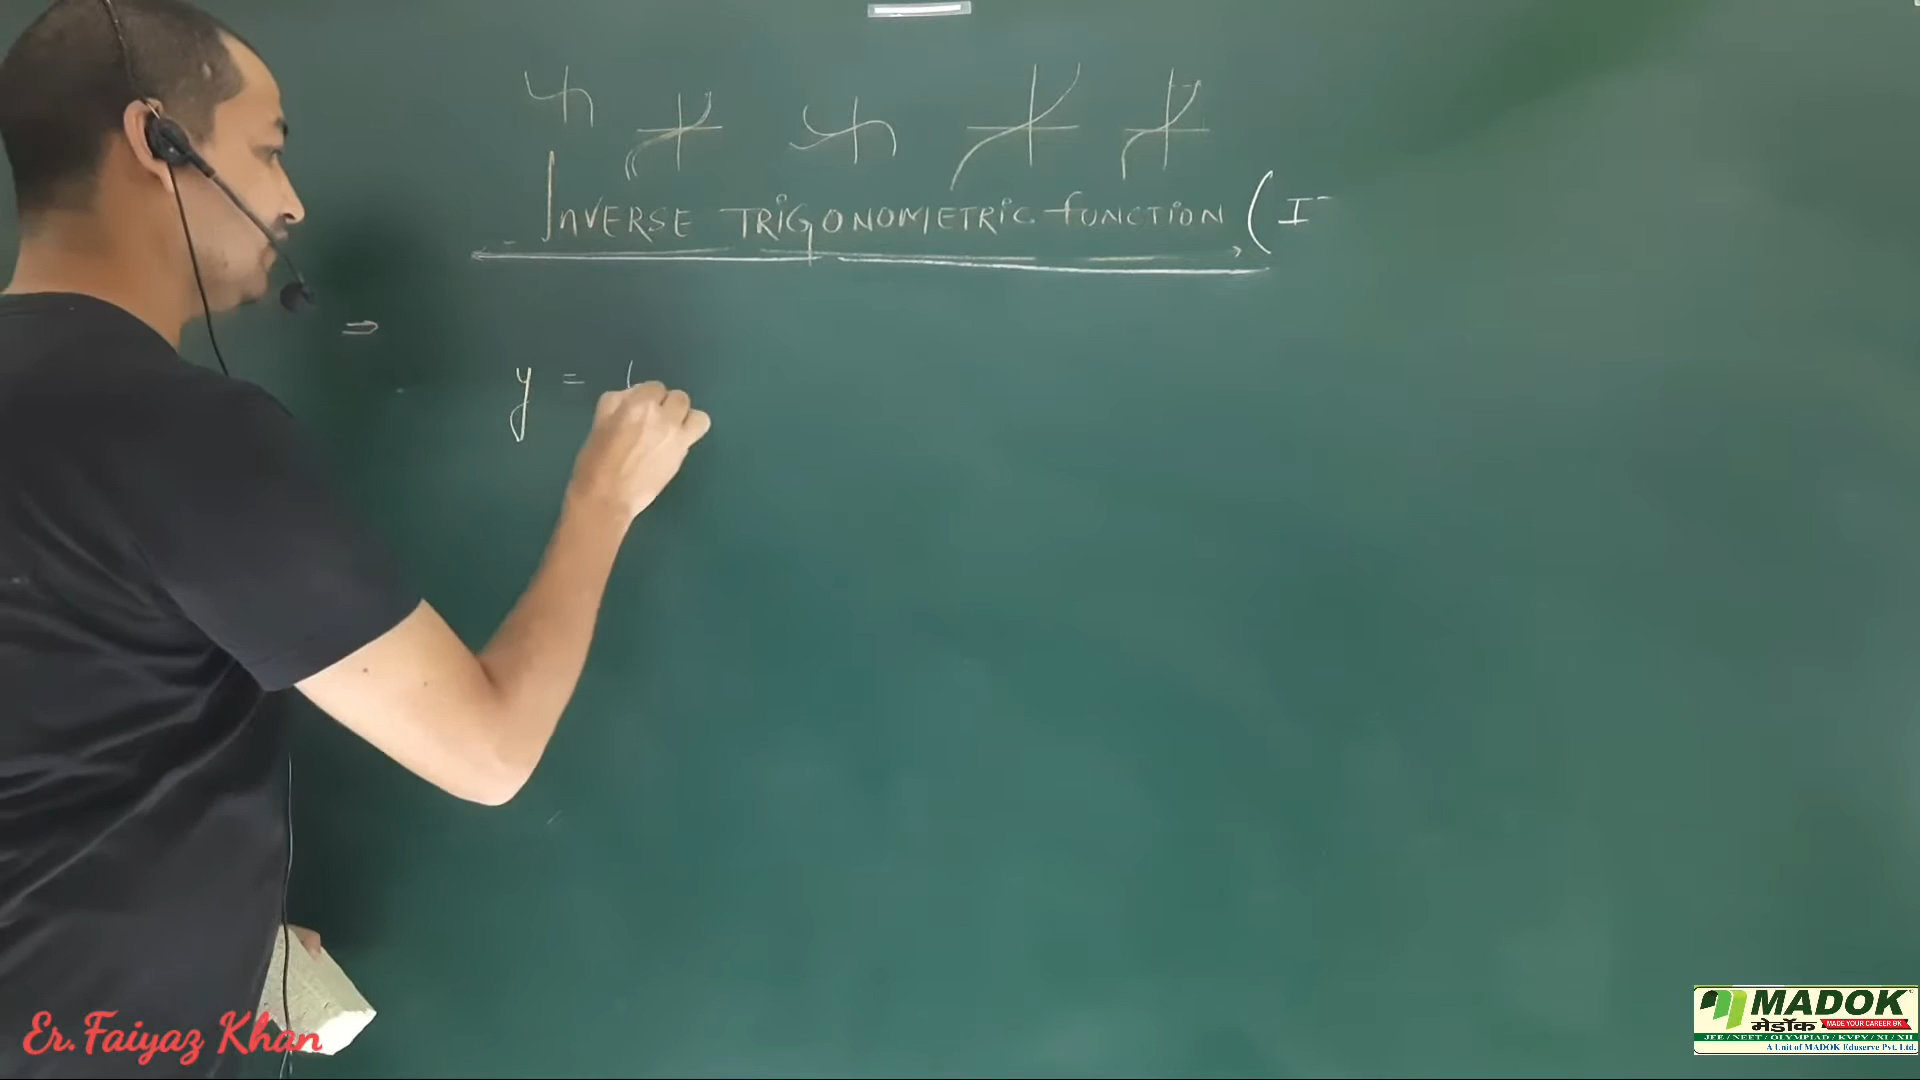 INVERSE TRIGONOMETRIC FUNCTION (I
⇒
y =
Er. Faiyaz Khan
MADOK
मेडॉक MADE YOUR CAREER OK
JEE / NEET / OLYMPIAD / KVPY / XI / XII
A Unit of MADOK Eduserve Pvt. Ltd.